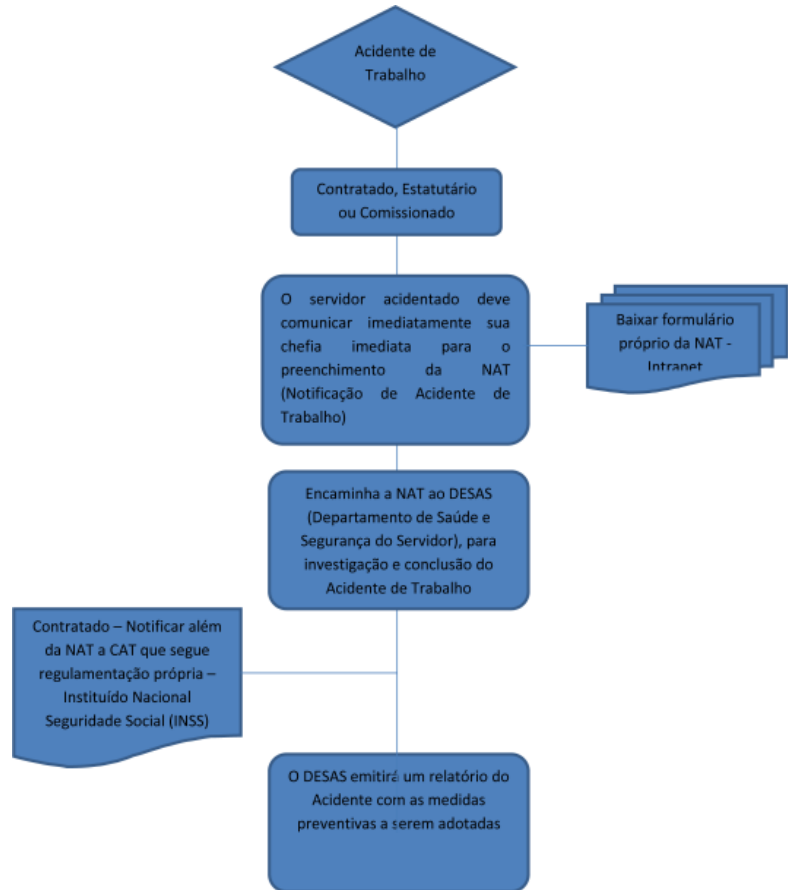 Acidente de
Trabalho
Contratado, Estatutário
ou Comissionado
O servidor acidentado deve
comunicar imediatamente sua
chefia imediata para o
preenchimento da NAT
(Notificação de Acidente de
Trabalho)
Baixar formulário
próprio da NAT -
Intranet
Encaminha a NAT ao DESAS
(Departamento de Saúde e
Segurança do Servidor), para
investigação e conclusão do
Acidente de Trabalho
Contratado – Notificar além
da NAT a CAT que segue
regulamentação própria –
Instituído Nacional
Seguridade Social (INSS)
O DESAS emitirá um relatório do
Acidente com as medidas
preventivas a serem adotadas